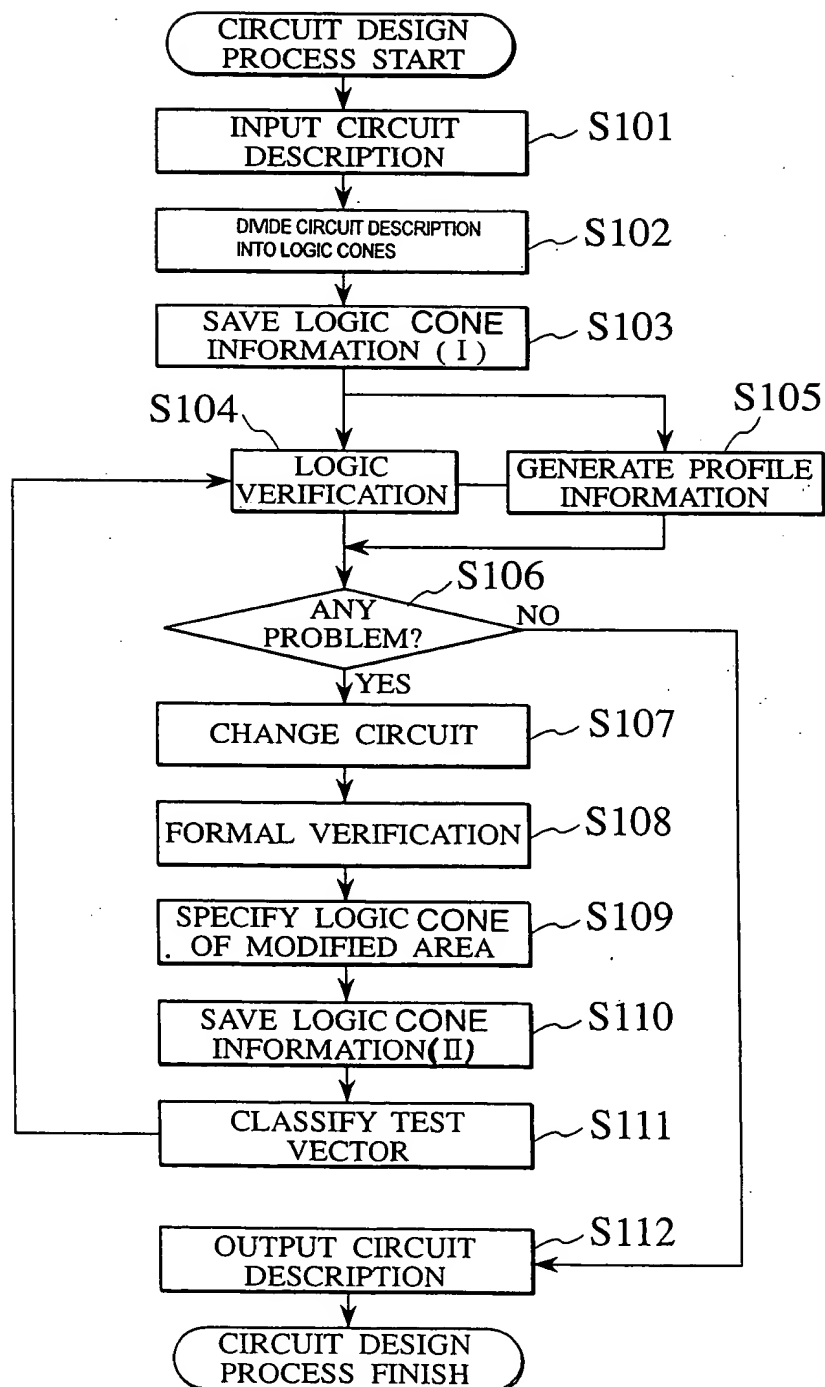 CIRCUIT DESIGN
PROCESS START
INPUT CIRCUIT
DESCRIPTION
S101
DIVIDE CIRCUIT DESCRIPTION
INTO LOGIC CONES
S102
SAVE LOGIC CONE
INFORMATION (I)
S103
S104
LOGIC
VERIFICATION
S105
GENERATE PROFILE
INFORMATION
S106
ANY
PROBLEM?
NO
YES
CHANGE CIRCUIT
S107
FORMAL VERIFICATION
S108
SPECIFY LOGIC CONE
OF MODIFIED AREA
S109
SAVE LOGIC CONE
INFORMATION(II)
S110
CLASSIFY TEST
VECTOR
S111
OUTPUT CIRCUIT
DESCRIPTION
S112
CIRCUIT DESIGN
PROCESS FINISH